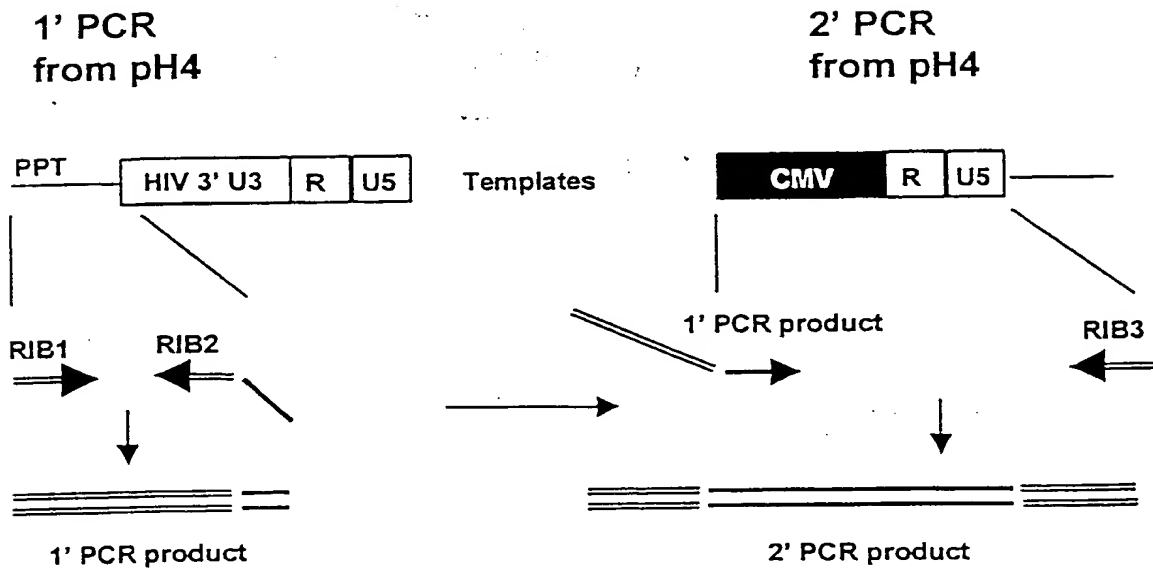 1' PCR
from pH4
2' PCR
from pH4
PPT
HIV 3' U3
R
U5
Templates
CMV
R
U5
1' PCR product
RIB3
RIB1
RIB2
1' PCR product
2' PCR product